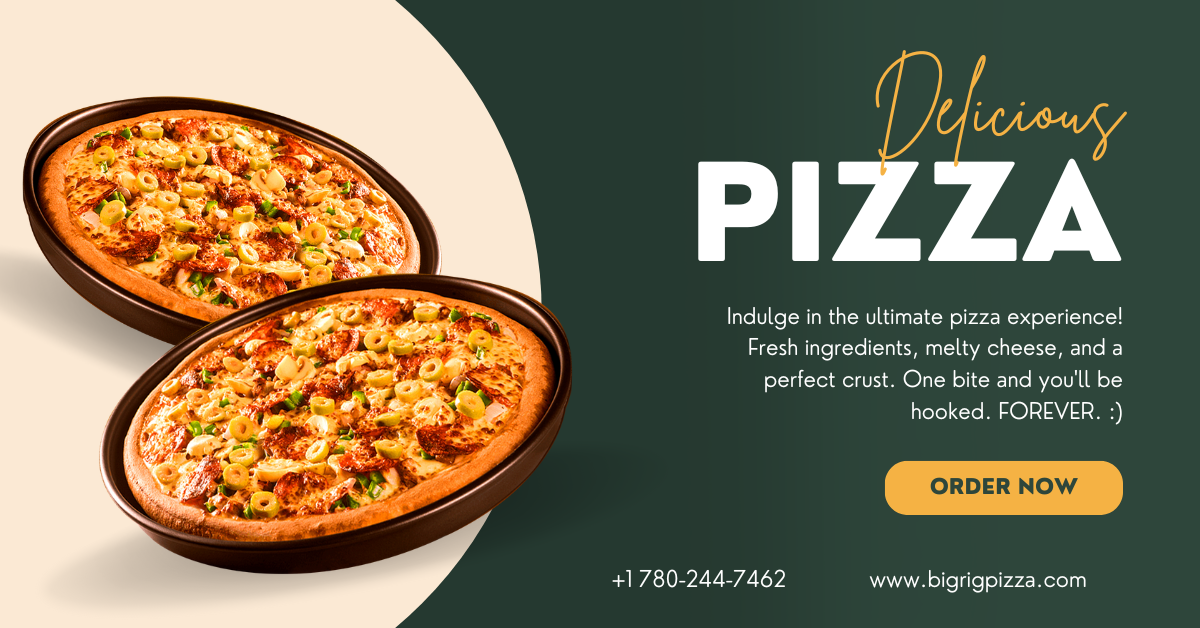 Delicious
PIZZA
Indulge in the ultimate pizza experience!
Fresh ingredients, melty cheese, and a
perfect crust. One bite and you'll be
hooked. FOREVER. :)
ORDER NOW
+1 780-244-7462
www.bigrigpizza.com